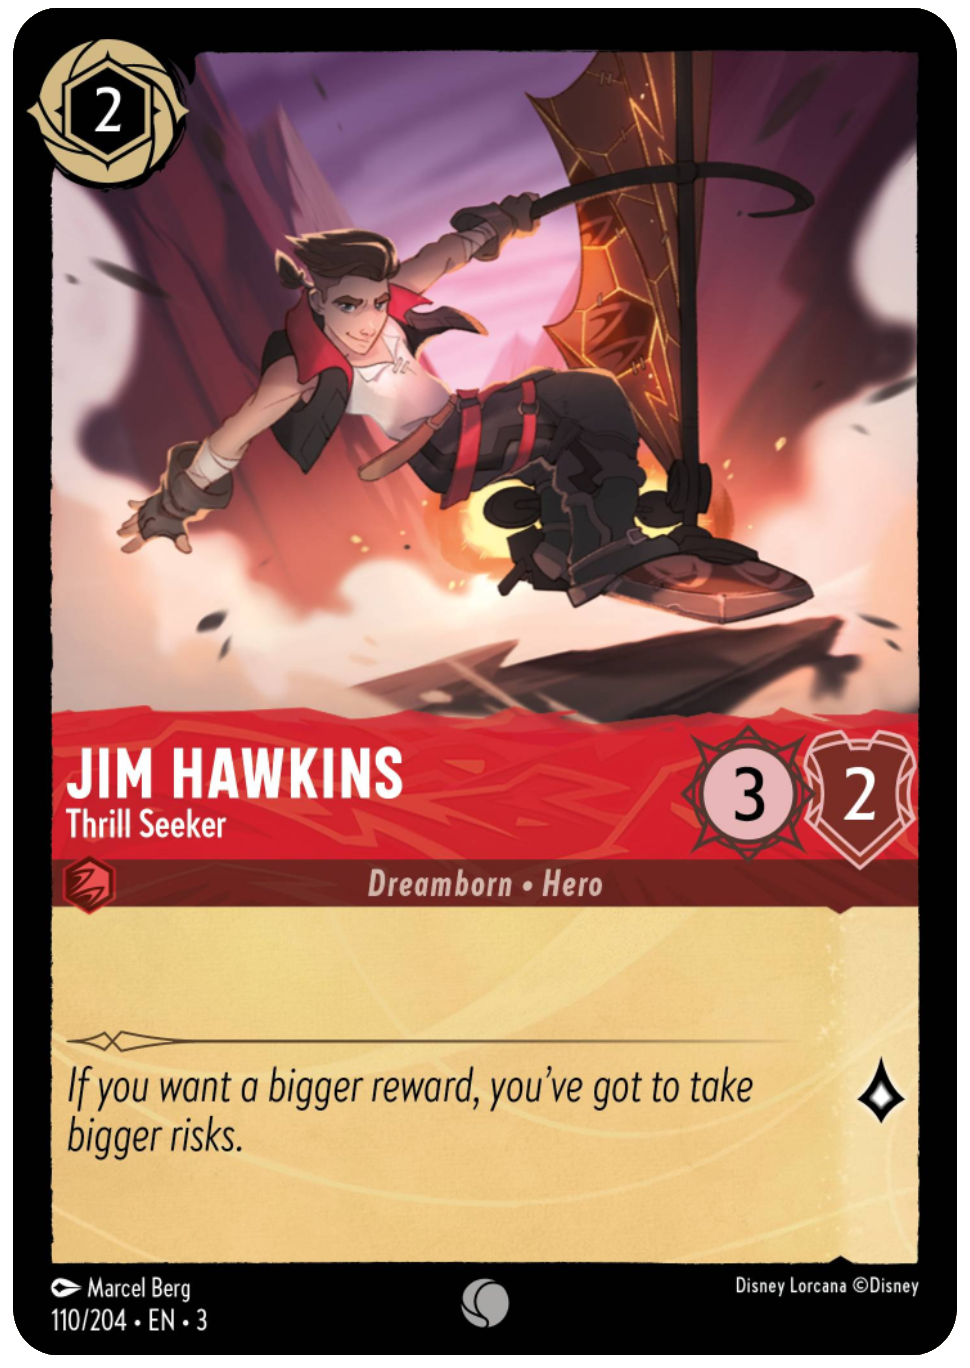 2
JIM HAWKINS
Thrill Seeker
3
2
Dreamborn • Hero
If you want a bigger reward, you've got to take
bigger risks.
Marcel Berg
Disney Lorcana ©Disney
110/204 • EN • 3